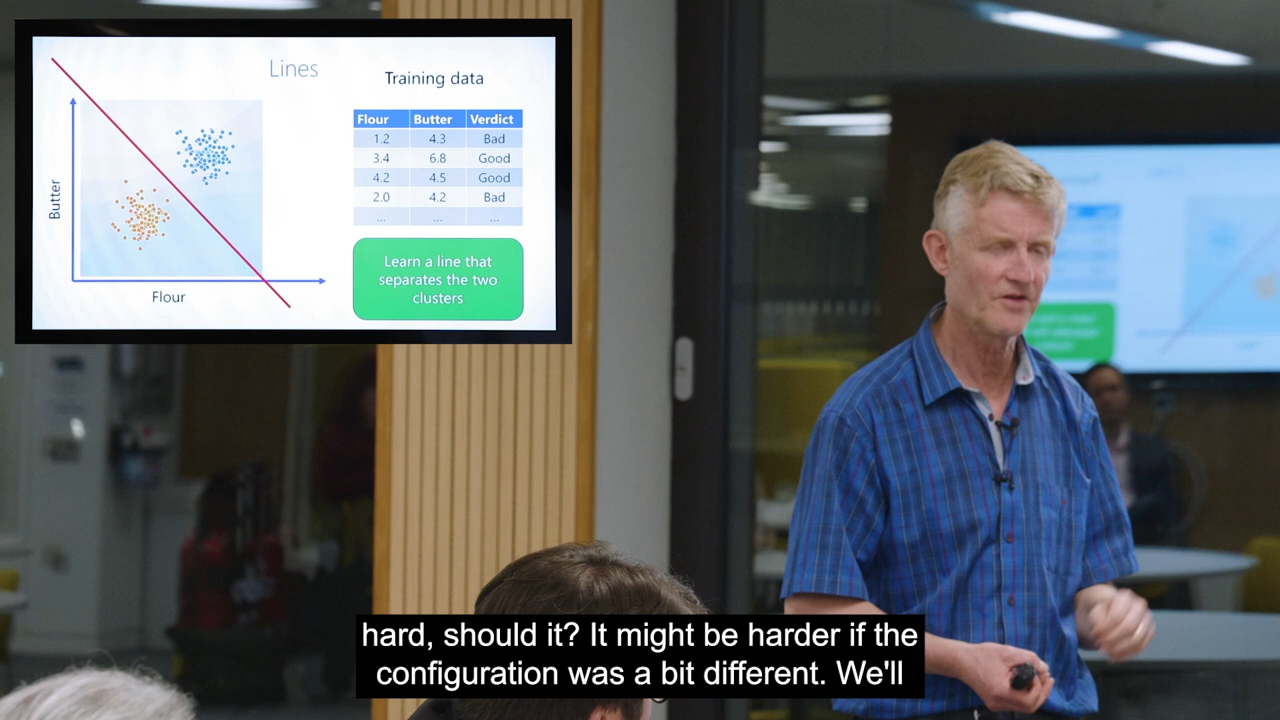 Lines
Training data
Butter
Flour
Flour Butter Verdict
1.2 4.3 Bad
3.4 6.8 Good
4.2 4.5 Good
2.0 4.2 Bad
... ... ...
Learn a line that
separates the two
clusters
hard, should it? It might be harder if the
configuration was a bit different. We'll